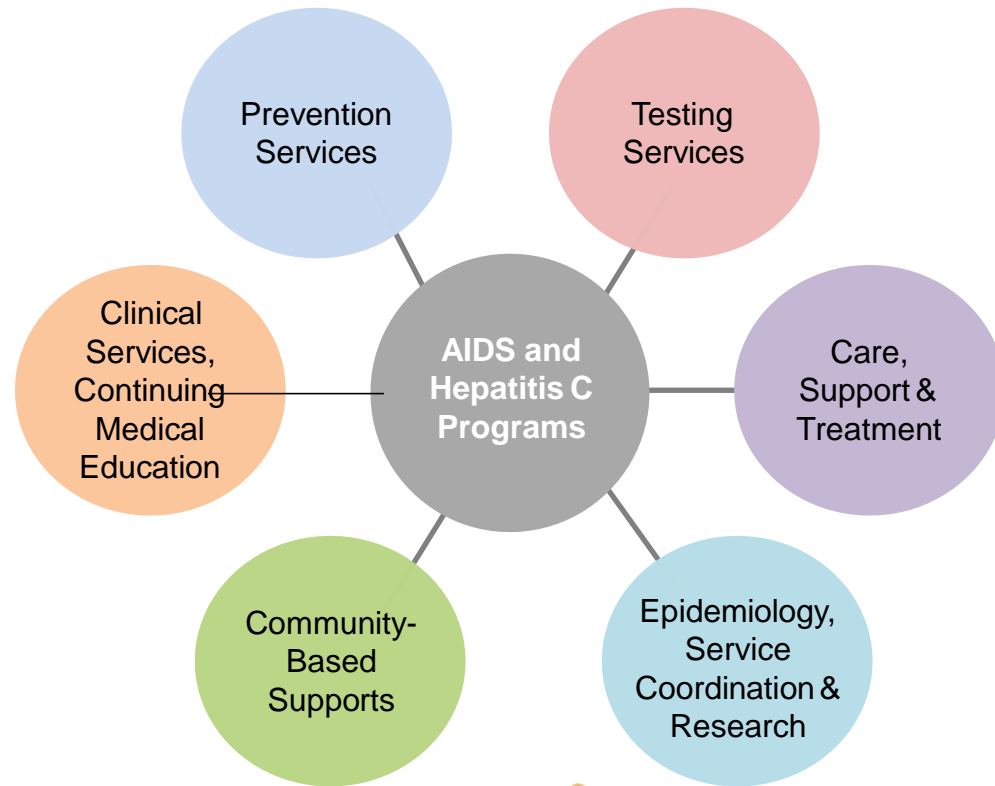 Prevention
Services
Testing
Services
Clinical
Services,
Continuing
Medical
Education
AIDS and
Hepatitis C
Programs
Care,
Support &
Treatment
Community-
Based
Supports
Epidemiology,
Service
Coordination &
Research